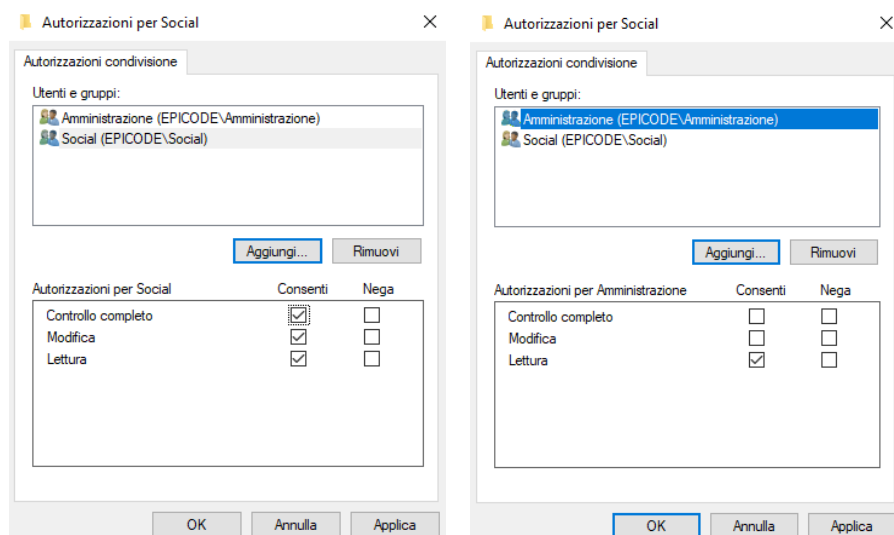 Autorizzazioni per Social
Autorizzazioni condivisione
Utenti e gruppi:
Amministrazione (EPICODE\Amministrazione)
Social (EPICODE\Social)
Aggiungi... Rimuovi
Autorizzazioni per Social Consenti Nega
Controllo completo
Modifica
Lettura
OK Annulla Applica
Autorizzazioni per Social
Autorizzazioni condivisione
Utenti e gruppi:
Amministrazione (EPICODE\Amministrazione)
Social (EPICODE\Social)
Aggiungi... Rimuovi
Autorizzazioni per Amministrazione Consenti Nega
Controllo completo
Modifica
Lettura
OK Annulla Applica